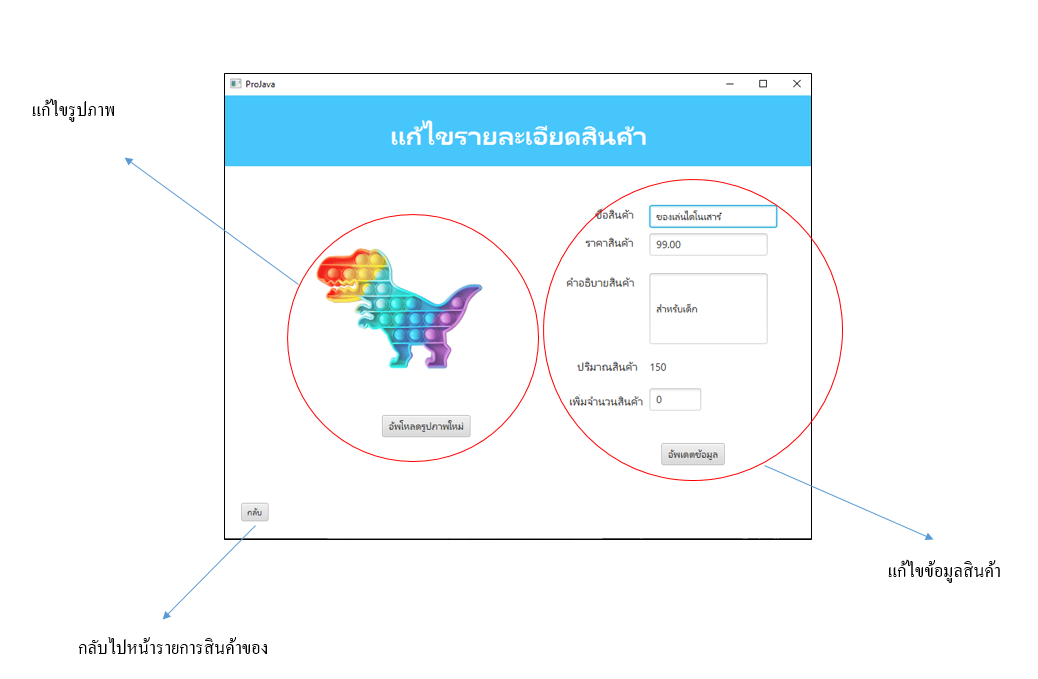 ProJava
แก้ไขรูปภาพ
แก้ไขรายละเอียดสินค้า
ชื่อสินค้า ของเล่นไดโนเสาร์
ราคาสินค้า 99.00
คำอธิบายสินค้า
สำหรับเด็ก
ปริมาณสินค้า 150
เพิ่มจำนวนสินค้า 0
อัพโหลดรูปภาพใหม่
อัพเดตข้อมูล
กลับ
แก้ไขข้อมูลสินค้า
กลับไปหน้ารายการสินค้าของ